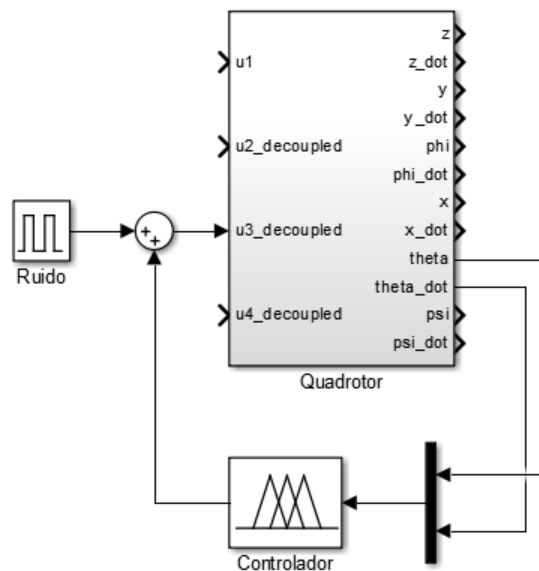 z
u1
z_dot
y
y_dot
u2_decoupled
phi
phi_dot
x
u3_decoupled
x_dot
theta
theta_dot
u4_decoupled
psi
psi_dot
+
+
Ruido
Quadrotor
Controlador